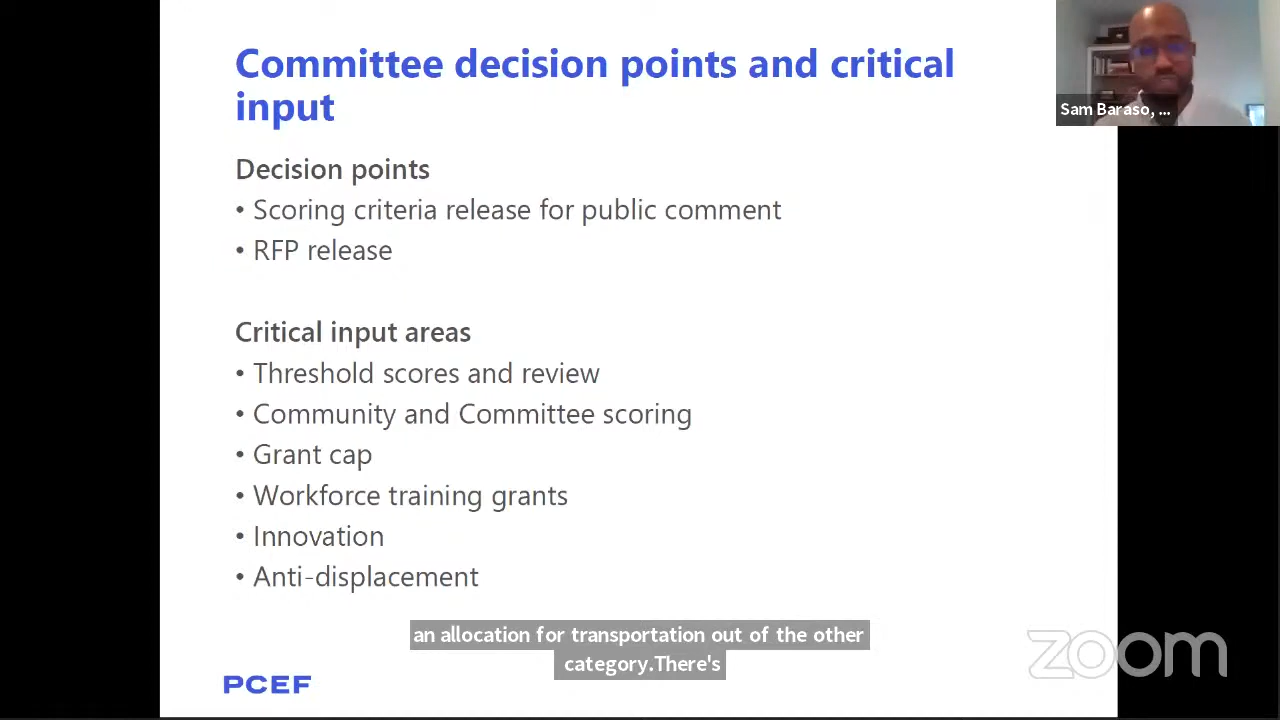 Committee decision points and critical
input
Sam Baraso, ...
Decision points
• Scoring criteria release for public comment
• RFP release
Critical input areas
• Threshold scores and review
• Community and Committee scoring
• Grant cap
• Workforce training grants
• Innovation
• Anti-displacement
an allocation for transportation out of the other
category.There's
zoom
PCEF